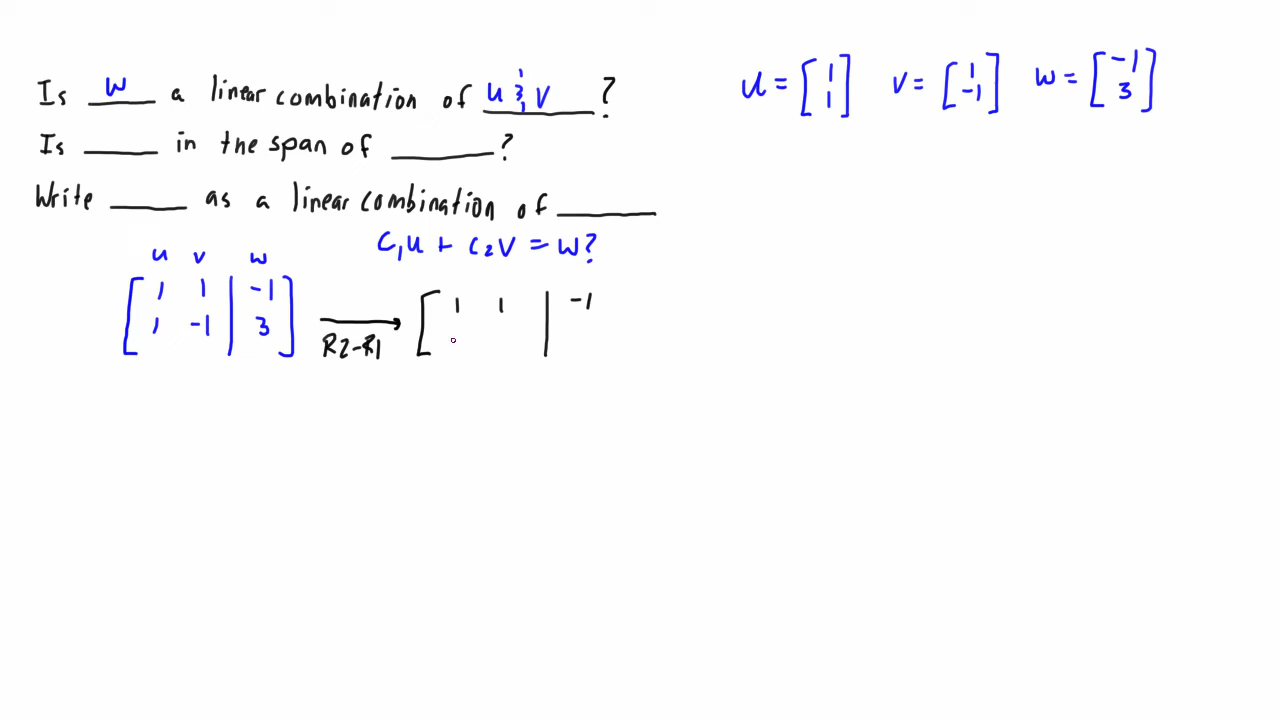 Is w a linear combination of u & v ?
u = [ 1 1 ] v = [ 1 -1 ] w = [ -1 3 ]
Is ____ in the span of ____ ?
Write ____ as a linear combination of ____
c₁u + c₂v = w?
u v w
[ 1 1 | -1 ] [ 1 1 | -1
[ 1 -1 | 3 ] R2-R1